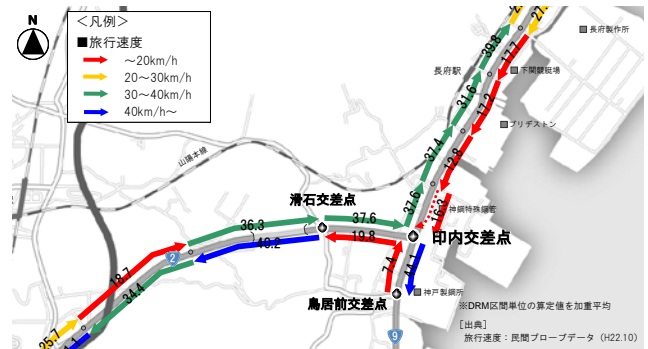 N
＜凡例＞
■旅行速度
～20km/h
20～30km/h
30～40km/h
40km/h～
39.8
27.
17.7
長府製作所
長府駅
下関競艇場
31.6
17.2
ブリヂストン
37.4
12.8
山陽本線
37.6
16.3
神鋼特殊鋼管
滑石交差点
36.3
37.6
40.2
19.8
印内交差点
2
18.7
34.4
7.4
44.1
25.7
鳥居前交差点
神戸製鋼所
9
※DRM区間単位の算定値を加重平均
［出典］
旅行速度：民間プローブデータ（H22.10）